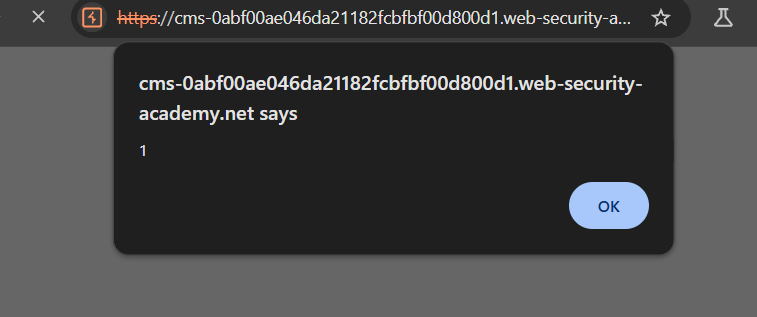 https://cms-0abf00ae046da21182fcbfbf00d800d1.web-security-a...
cms-0abf00ae046da21182fcbfbf00d800d1.web-security-
academy.net says
1
OK